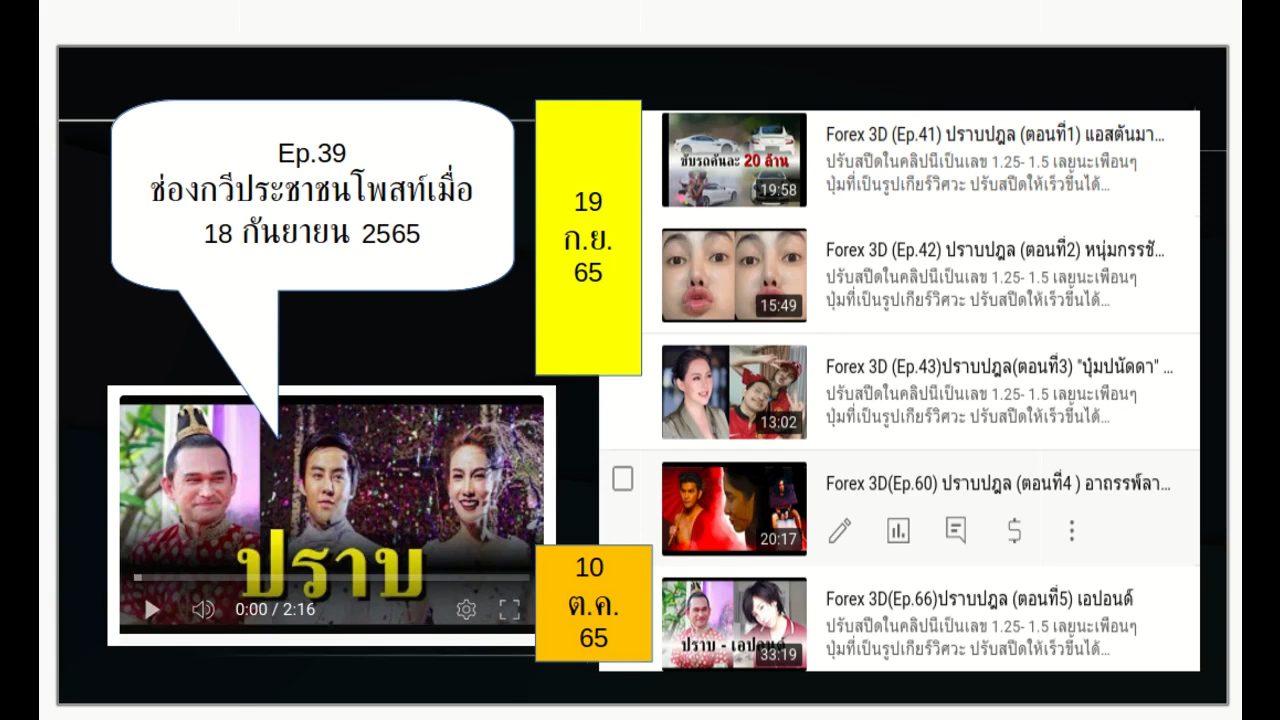 Ep.39
ช่องกวีประชาชนโพสท์เมื่อ
18 กันยายน 2565
19
ก.ย.
65
ขับรถคันละ 20 ล้าน
19:58
Forex 3D (Ep.41) ปราบปฎล (ตอนที่1) แอสตันมา...
ปรับสปีดในคลิปนี้เป็นเลข 1.25- 1.5 เลยนะเพื่อนๆ
ปุ่มที่เป็นรูปเกียร์วิศวะ ปรับสปีดให้เร็วขึ้นได้...
15:49
Forex 3D (Ep.42) ปราบปฎล (ตอนที่2) หนุ่มกรรชั...
ปรับสปีดในคลิปนี้เป็นเลข 1.25- 1.5 เลยนะเพื่อนๆ
ปุ่มที่เป็นรูปเกียร์วิศวะ ปรับสปีดให้เร็วขึ้นได้...
13:02
Forex 3D (Ep.43)ปราบปฎล(ตอนที่3) "ปุ๋มปนัดดา" ...
ปรับสปีดในคลิปนี้เป็นเลข 1.25- 1.5 เลยนะเพื่อนๆ
ปุ่มที่เป็นรูปเกียร์วิศวะ ปรับสปีดให้เร็วขึ้นได้...
20:17
Forex 3D(Ep.60) ปราบปฎล (ตอนที่4 ) อาถรรพ์ลา...
ปราบ
0:00 / 2:16
10
ต.ค.
65
ปราบ - เอปอนด์
33:19
Forex 3D(Ep.66)ปราบปฎล (ตอนที่5) เอปอนด์
ปรับสปีดในคลิปนี้เป็นเลข 1.25- 1.5 เลยนะเพื่อนๆ
ปุ่มที่เป็นรูปเกียร์วิศวะ ปรับสปีดให้เร็วขึ้นได้...